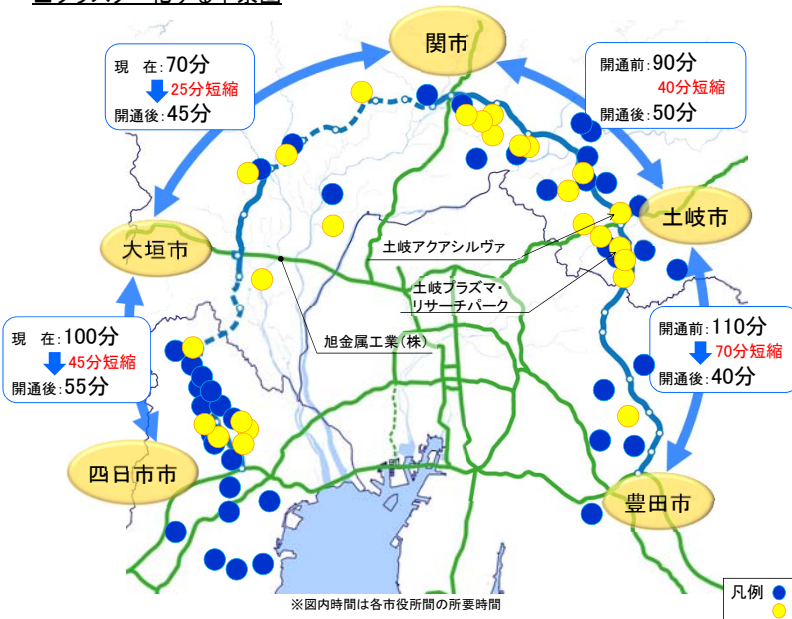 関市
現 在:70分
25分短縮
開通後:45分
開通前:90分
40分短縮
開通後:50分
大垣市
土岐市
土岐アクアシルヴァ
土岐プラズマ・
リサーチパーク
旭金属工業(株)
現 在:100分
45分短縮
開通後:55分
開通前:110分
70分短縮
開通後:40分
四日市市
豊田市
※図内時間は各市役所間の所要時間
凡例